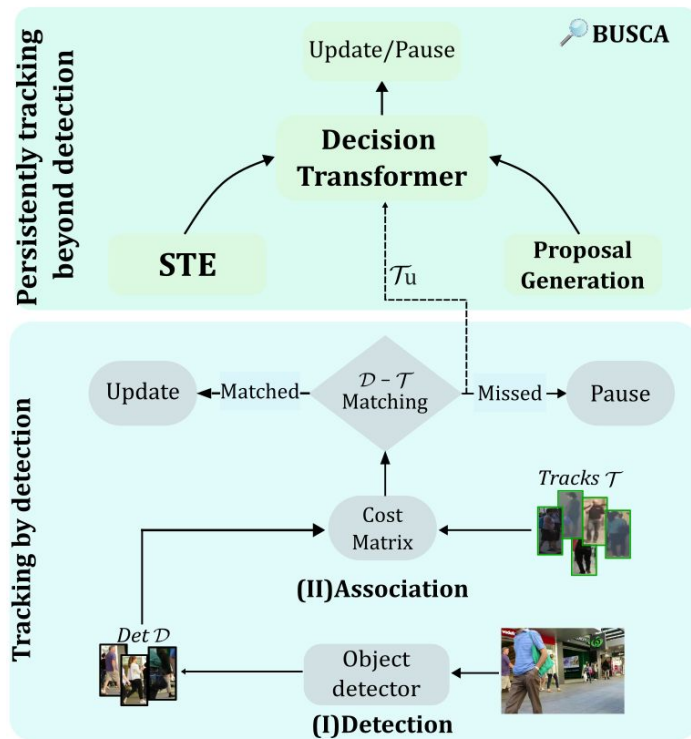 BUSCA
Update/Pause
Persistently tracking
beyond detection
Decision
Transformer
STE
Proposal
Generation
𝒯u
Tracking by detection
Update
Matched
𝒟 – 𝒯
Matching
Missed
Pause
Tracks 𝒯
Cost
Matrix
(II)Association
Det 𝒟
Object
detector
(I)Detection